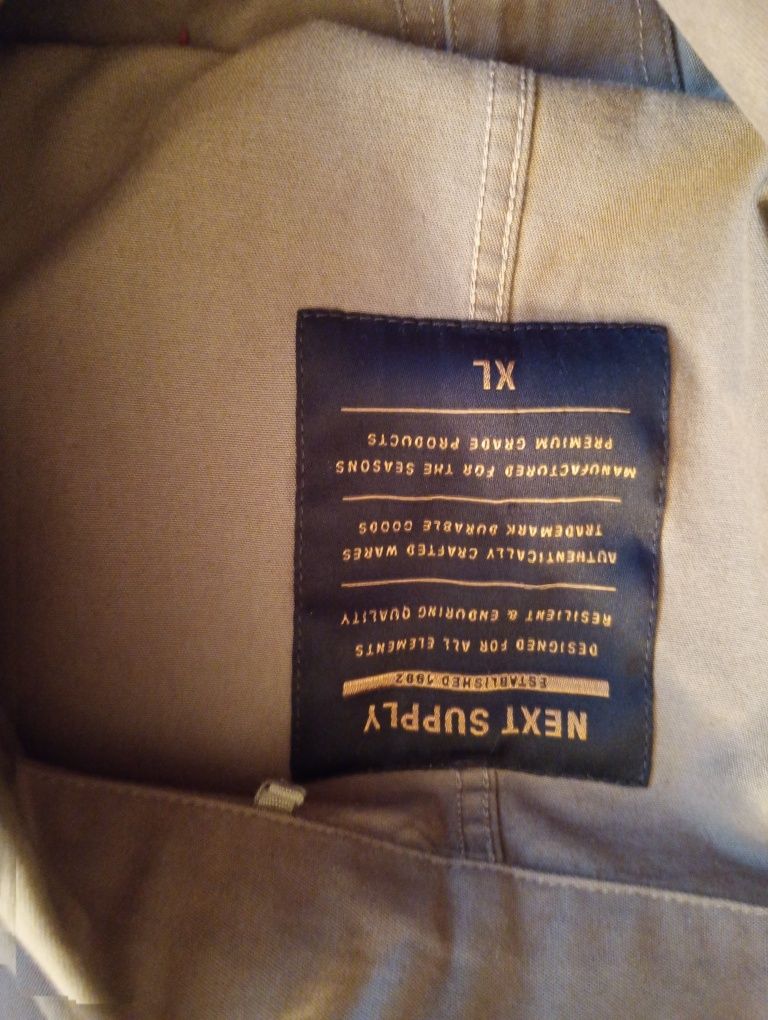 NEXT SUPPLY
ESTABLISHED 1982
DESIGNED FOR ALL ELEMENTS
RESILIENT & ENDURING QUALITY
AUTHENTICALLY CRAFTED WARES
TRADEMARK DURABLE GOODS
MANUFACTURED FOR THE SEASONS
PREMIUM GRADE PRODUCTS
XL